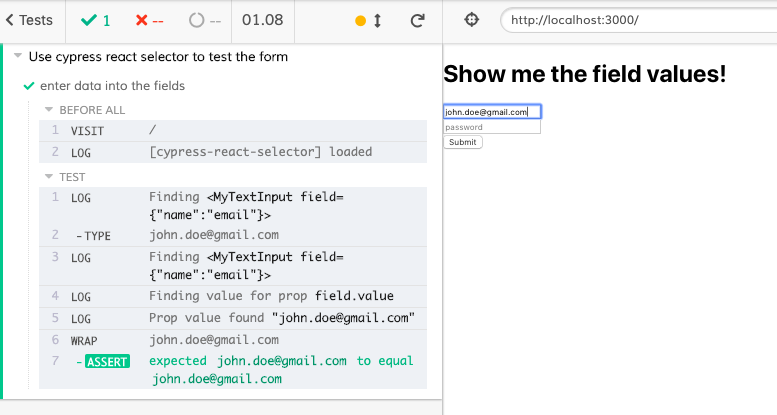 Tests
1
--
--
01.08
http://localhost:3000/
Use cypress react selector to test the form
enter data into the fields
BEFORE ALL
1 VISIT /
2 LOG [cypress-react-selector] loaded
TEST
1 LOG Finding <MyTextInput field=
{"name":"email"}>
2 -TYPE john.doe@gmail.com
3 LOG Finding <MyTextInput field=
{"name":"email"}>
4 LOG Finding value for prop field.value
5 LOG Prop value found "john.doe@gmail.com"
6 WRAP john.doe@gmail.com
7 -ASSERT expected john.doe@gmail.com to equal
john.doe@gmail.com
Show me the field values!
john.doe@gmail.com
password
Submit